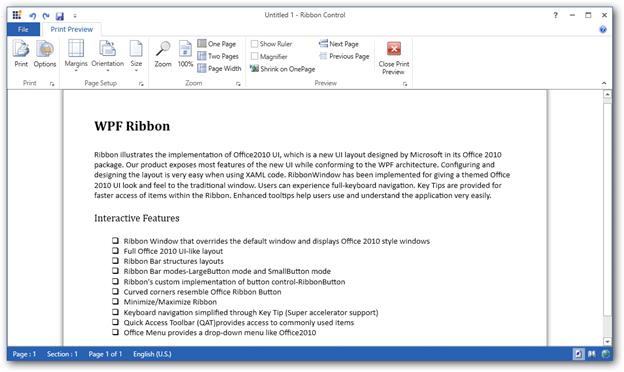 Untitled 1 - Ribbon Control
File
Print Preview
Print
Options
Margins
Orientation
Size
Zoom
100%
One Page
Two Pages
Page Width
Show Ruler
Magnifier
Shrink on OnePage
Next Page
Previous Page
Close Print
Preview
Print
Page Setup
Zoom
Preview
WPF Ribbon
Ribbon illustrates the implementation of Office2010 UI, which is a new UI layout designed by Microsoft in its Office 2010
package. Our product exposes most features of the new UI while conforming to the WPF architecture. Configuring and
designing the layout is very easy when using XAML code. RibbonWindow has been implemented for giving a themed Office
2010 UI look and feel to the traditional window. Users can experience full-keyboard navigation. Key Tips are provided for
faster access of items within the Ribbon. Enhanced tooltips help users use and understand the application very easily.
Interactive Features
Ribbon Window that overrides the default window and displays Office 2010 style windows
Full Office 2010 UI-like layout
Ribbon Bar structures layouts
Ribbon Bar modes-LargeButton mode and SmallButton mode
Ribbon's custom implementation of button control-RibbonButton
Curved corners resemble Office Ribbon Button
Minimize/Maximize Ribbon
Keyboard navigation simplified through Key Tip (Super accelerator support)
Quick Access Toolbar (QAT)provides access to commonly used items
Office Menu provides a drop-down menu like Office2010
Page : 1
Section : 1
Page 1 of 1
English (U.S.)